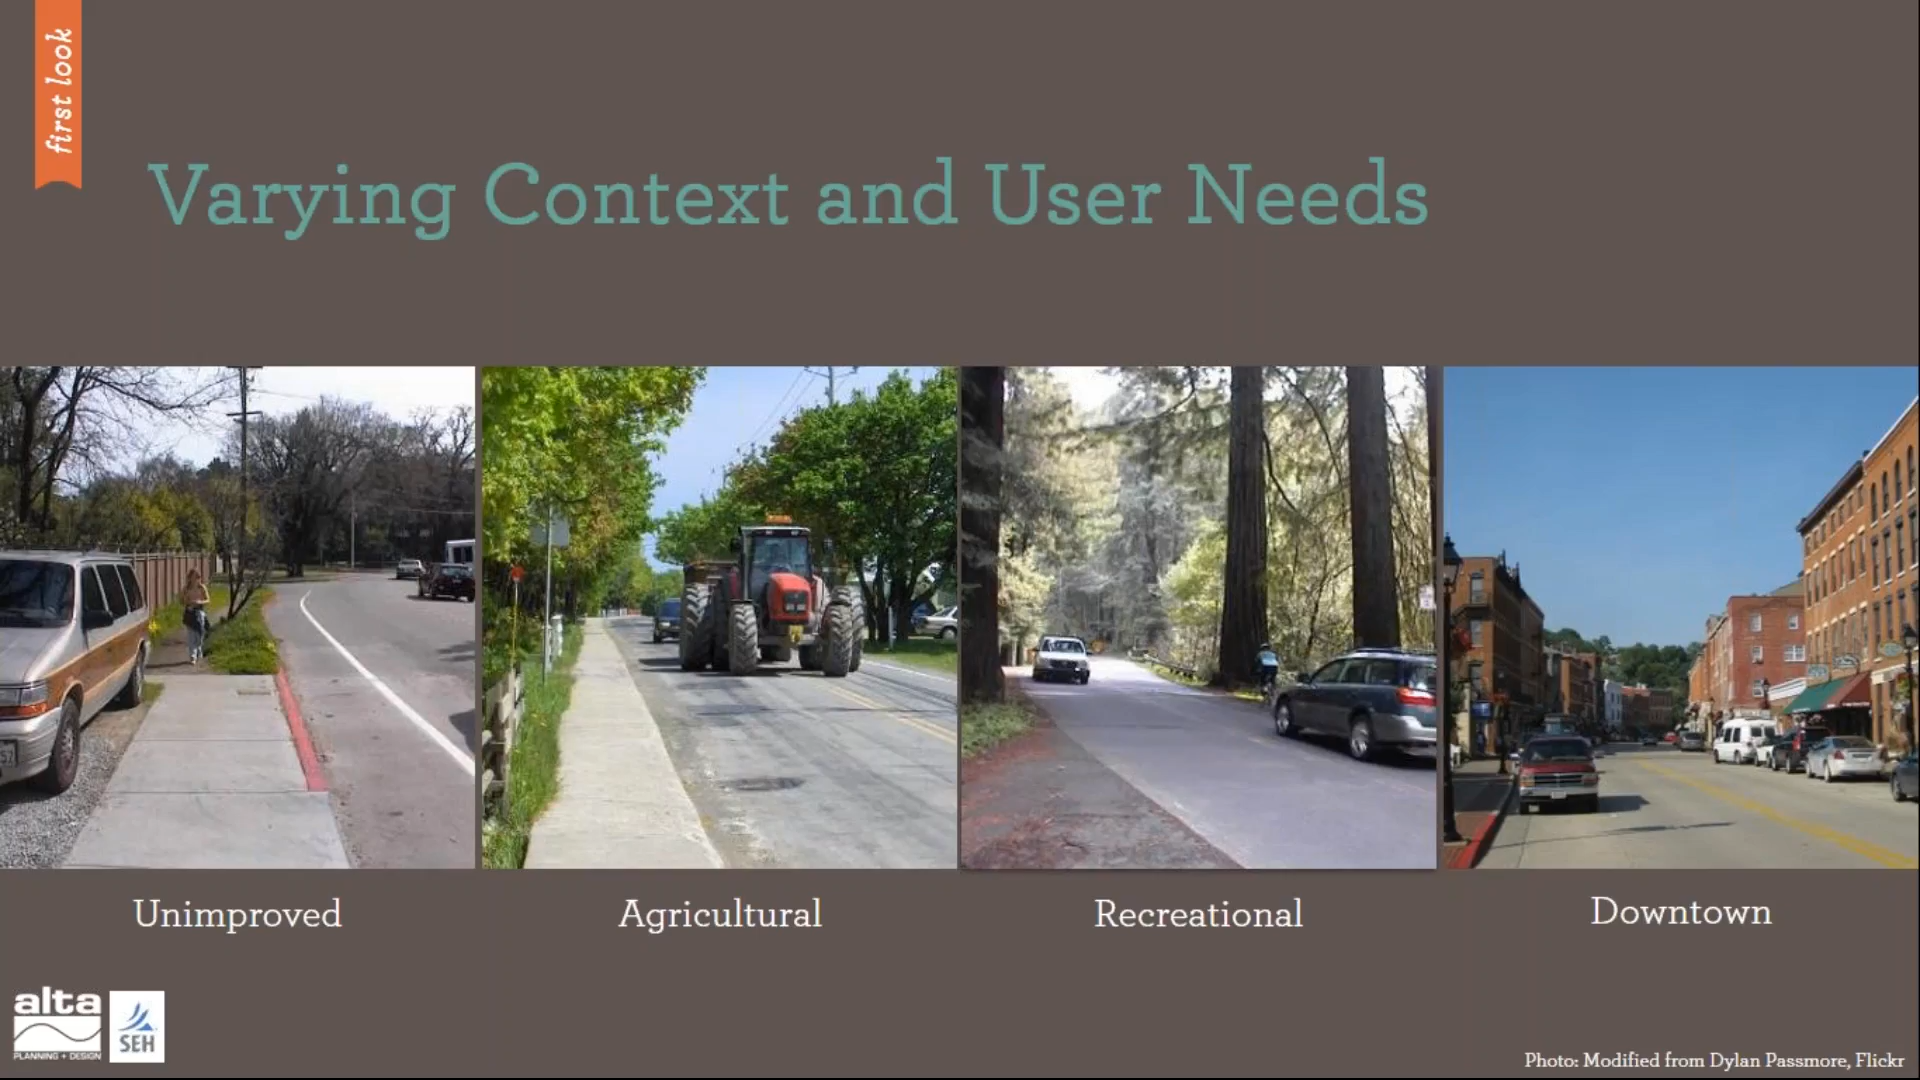 first look
Varying Context and User Needs
Unimproved
Agricultural
Recreational
Downtown
alta
PLANNING + DESIGN
SEH
Photo: Modified from Dylan Passmore, Flickr